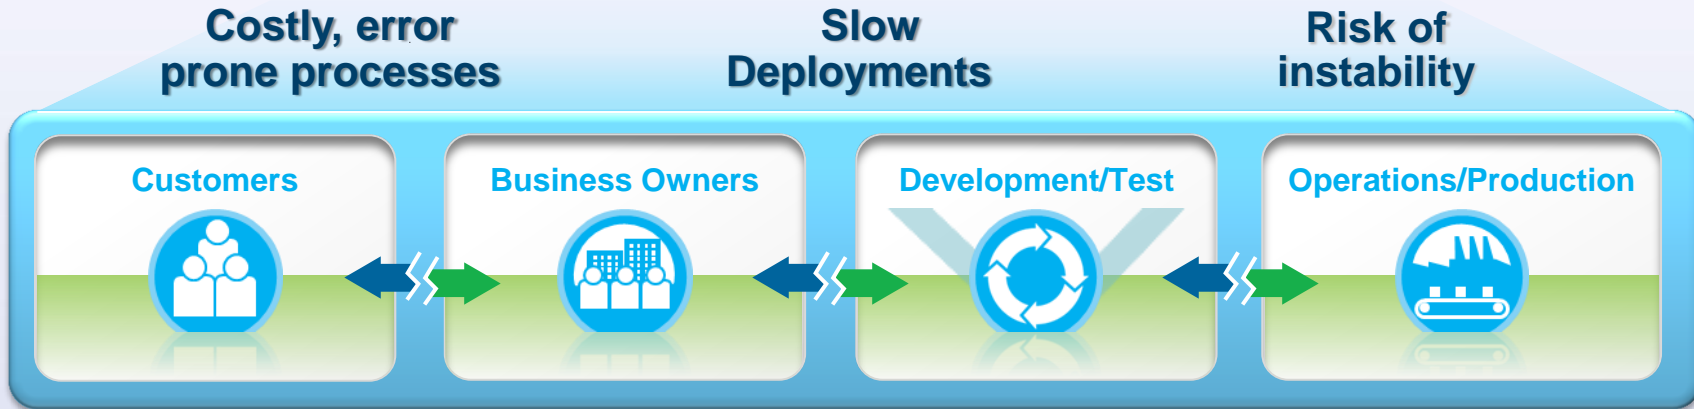 Costly, error
prone processes
Slow
Deployments
Risk of
instability
Customers
Business Owners
Development/Test
Operations/Production